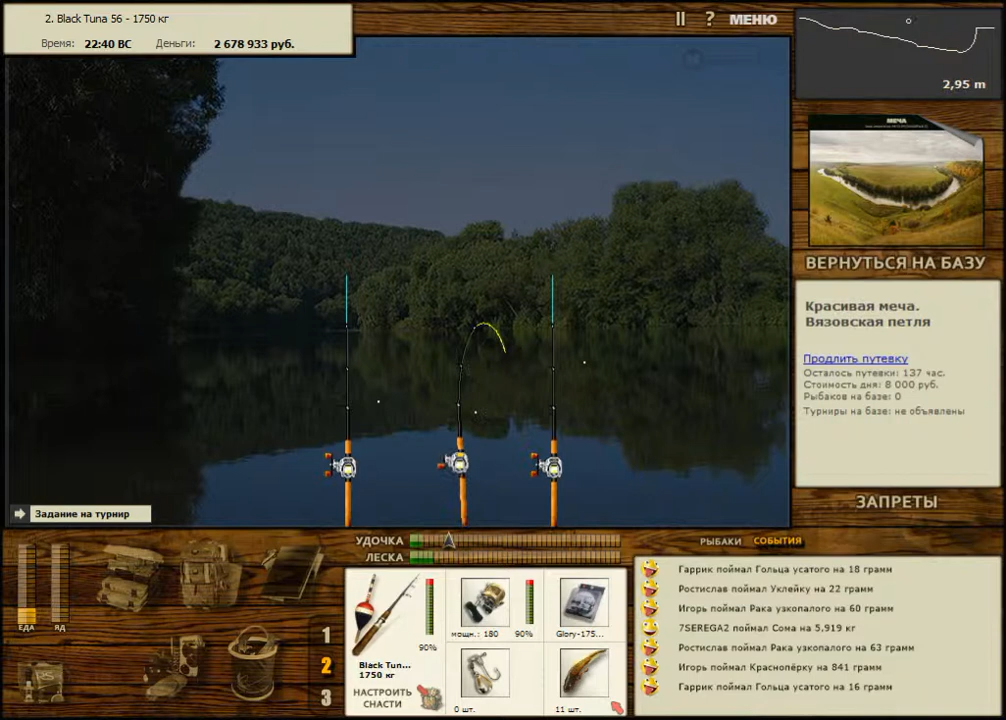 2. Black Tuna 56 - 1750 кг
Время: 22:40 ВС Деньги: 2 678 933 руб.
? МЕНЮ
2,95 m
МЕЧА
ВЕРНУТЬСЯ НА БАЗУ
Красивая меча.
Вязовская петля
Продлить путевку
Осталось путевки: 137 час.
Стоимость дня: 8 000 руб.
Рыбаков на базе: 0
Турниры на базе: не объявлены
ЗАПРЕТЫ
Задание на турнир
УДОЧКА
ЛЕСКА
РЫБАКИ СОБЫТИЯ
Гаррик поймал Гольца усатого на 18 грамм
Ростислав поймал Уклейку на 22 грамм
Игорь поймал Рака узкопалого на 60 грамм
7SEREGA2 поймал Сома на 5,919 кг
Ростислав поймал Рака узкопалого на 63 грамм
Игорь поймал Краснопёрку на 841 грамм
Гаррик поймал Гольца усатого на 16 грамм
ЕДА
ЯД
1
2
3
90%
Black Tun...
1750 кг
НАСТРОИТЬ
СНАСТИ
мощн.: 180 90%
Glory-175...
0 шт.
11 шт.